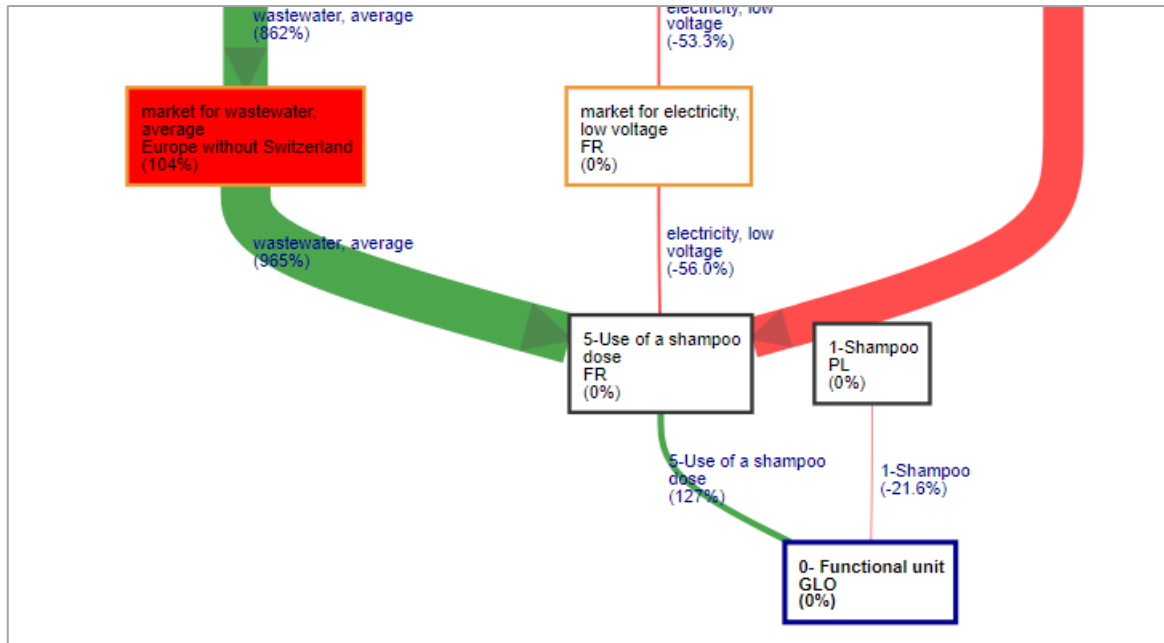 wastewater, average
(862%)
electricity, low
voltage
(-53.3%)
market for wastewater,
average
Europe without Switzerland
(104%)
market for electricity,
low voltage
FR
(0%)
wastewater, average
(965%)
electricity, low
voltage
(-56.0%)
5-Use of a shampoo
dose
FR
(0%)
1-Shampoo
PL
(0%)
5-Use of a shampoo
dose
(127%)
1-Shampoo
(-21.6%)
0- Functional unit
GLO
(0%)